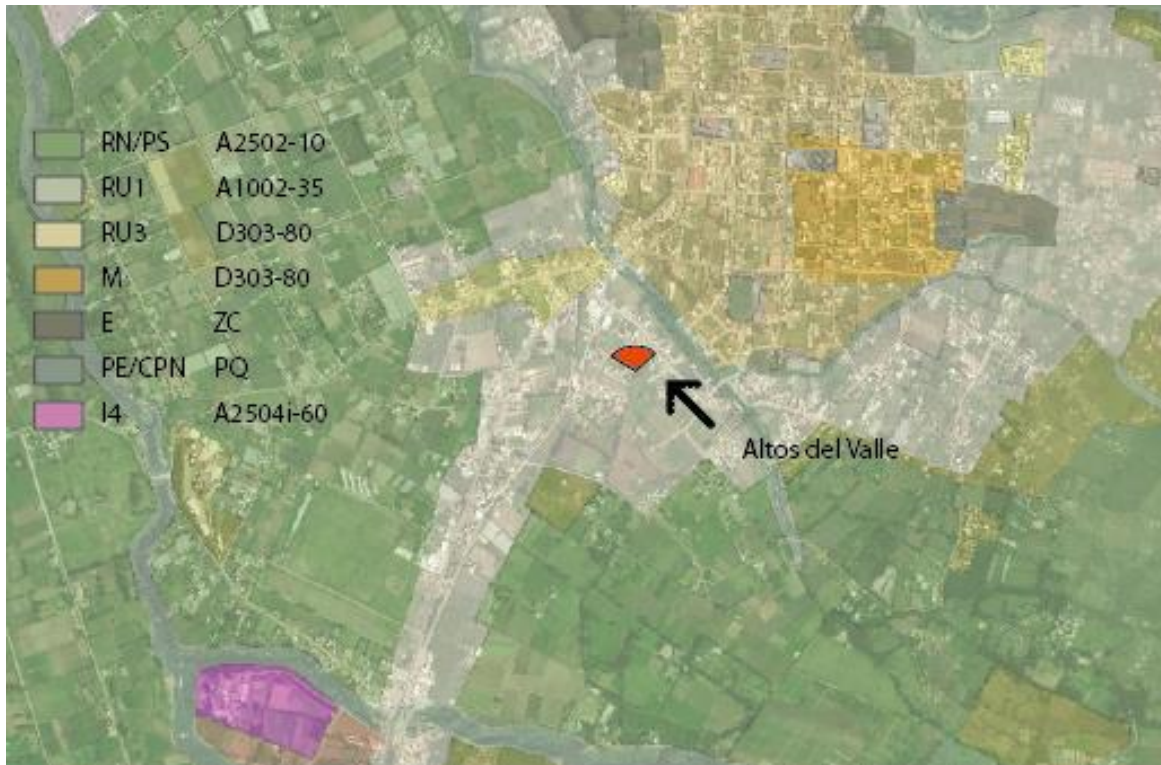 RN/PS A2502-10
RU1 A1002-35
RU3 D303-80
M D303-80
E ZC
PE/CPN PQ
I4 A2504i-60
Altos del Valle